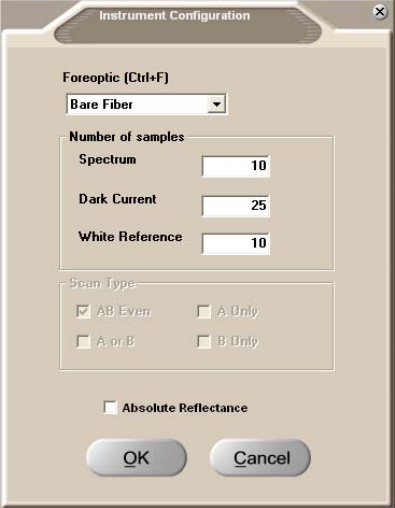 Instrument Configuration
Foreoptic (Ctrl+F)
Bare Fiber
Number of samples
Spectrum 10
Dark Current 25
White Reference 10
Scan Type
AB Even A Only
A or B B Only
Absolute Reflectance
OK Cancel